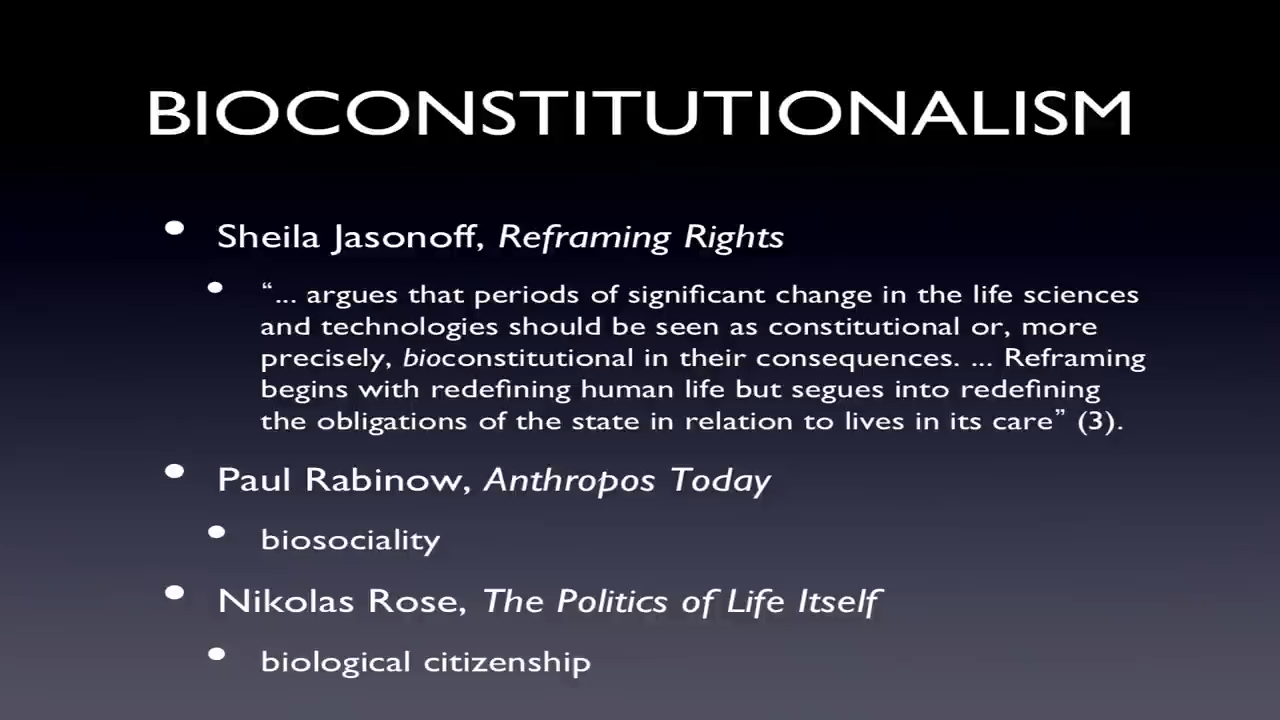 BIOCONSTITUTIONALISM
• Sheila Jasonoff, Reframing Rights
• “... argues that periods of significant change in the life sciences
and technologies should be seen as constitutional or, more
precisely, bioconstitutional in their consequences. ... Reframing
begins with redefining human life but segues into redefining
the obligations of the state in relation to lives in its care” (3).
• Paul Rabinow, Anthropos Today
• biosociality
• Nikolas Rose, The Politics of Life Itself
• biological citizenship